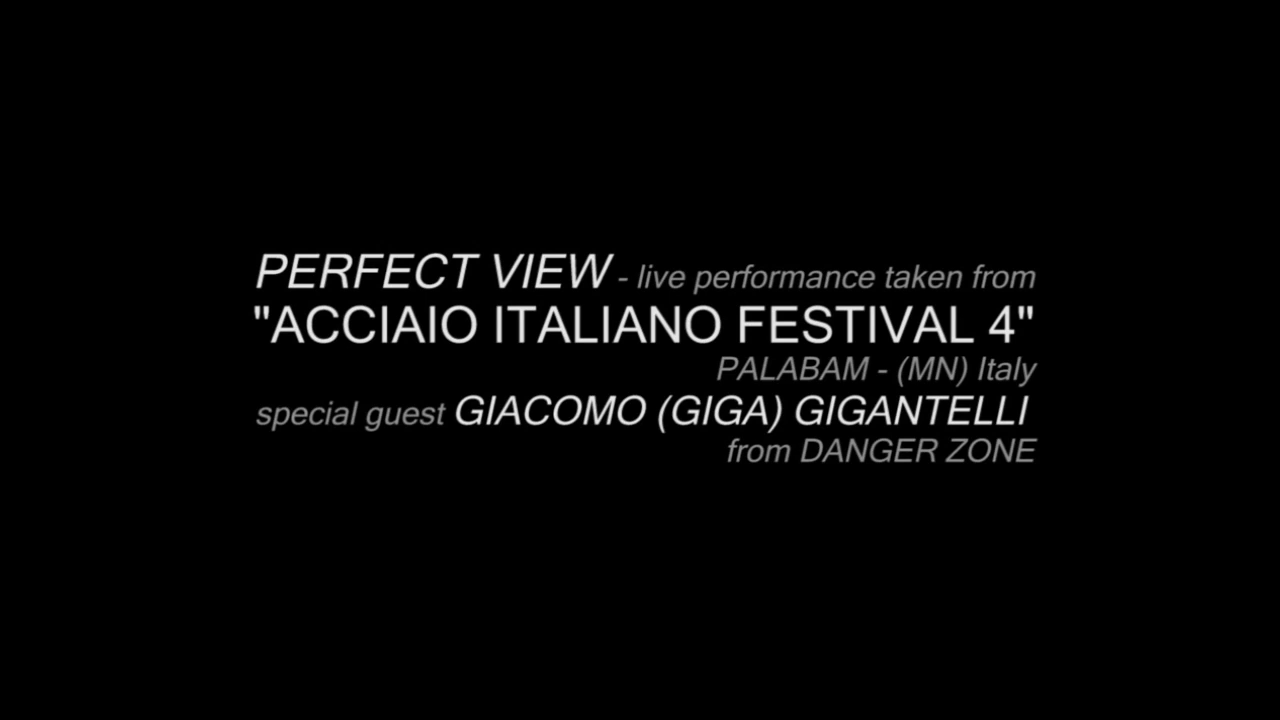 PERFECT VIEW - live performance taken from
"ACCIAIO ITALIANO FESTIVAL 4"
PALABAM - (MN) Italy
special guest GIACOMO (GIGA) GIGANTELLI
from DANGER ZONE